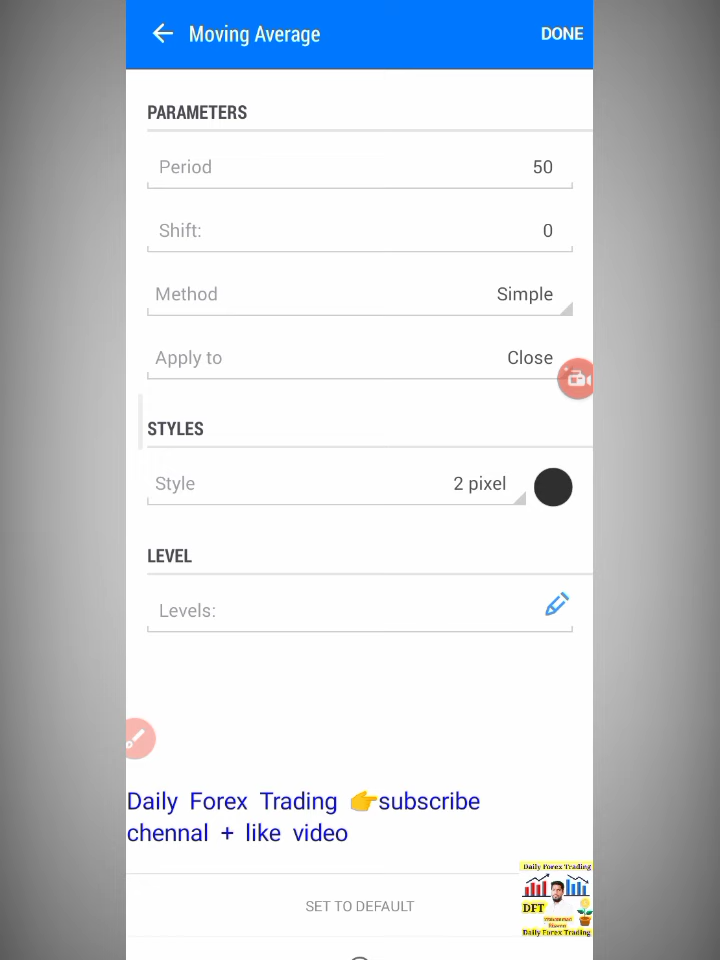 Moving Average DONE
PARAMETERS
Period 50
Shift: 0
Method Simple
Apply to Close
STYLES
Style 2 pixel
LEVEL
Levels:
Daily Forex Trading 👉subscribe
chennal + like video
SET TO DEFAULT
Daily Forex Trading
DFT
Daily Forex Trading